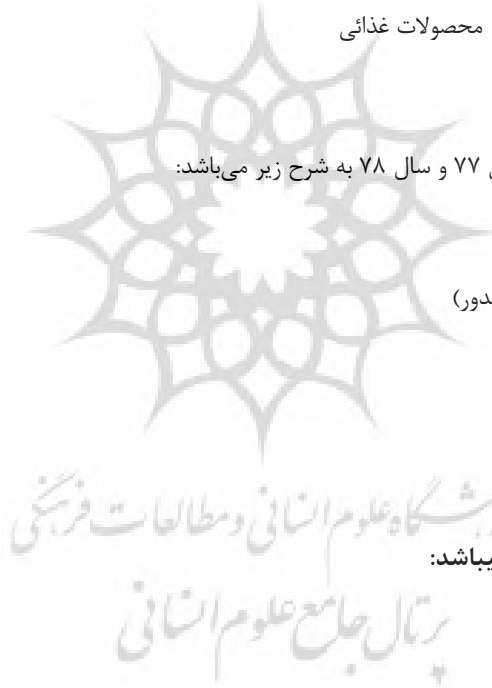 محصولات غذائی
۷۷ و سال ۷۸ به شرح زیر می‌باشد:
دور)
گاه علوم انسانی و مطالعات فرهنگی
یباشد:
پرتال جامع علوم انسانی